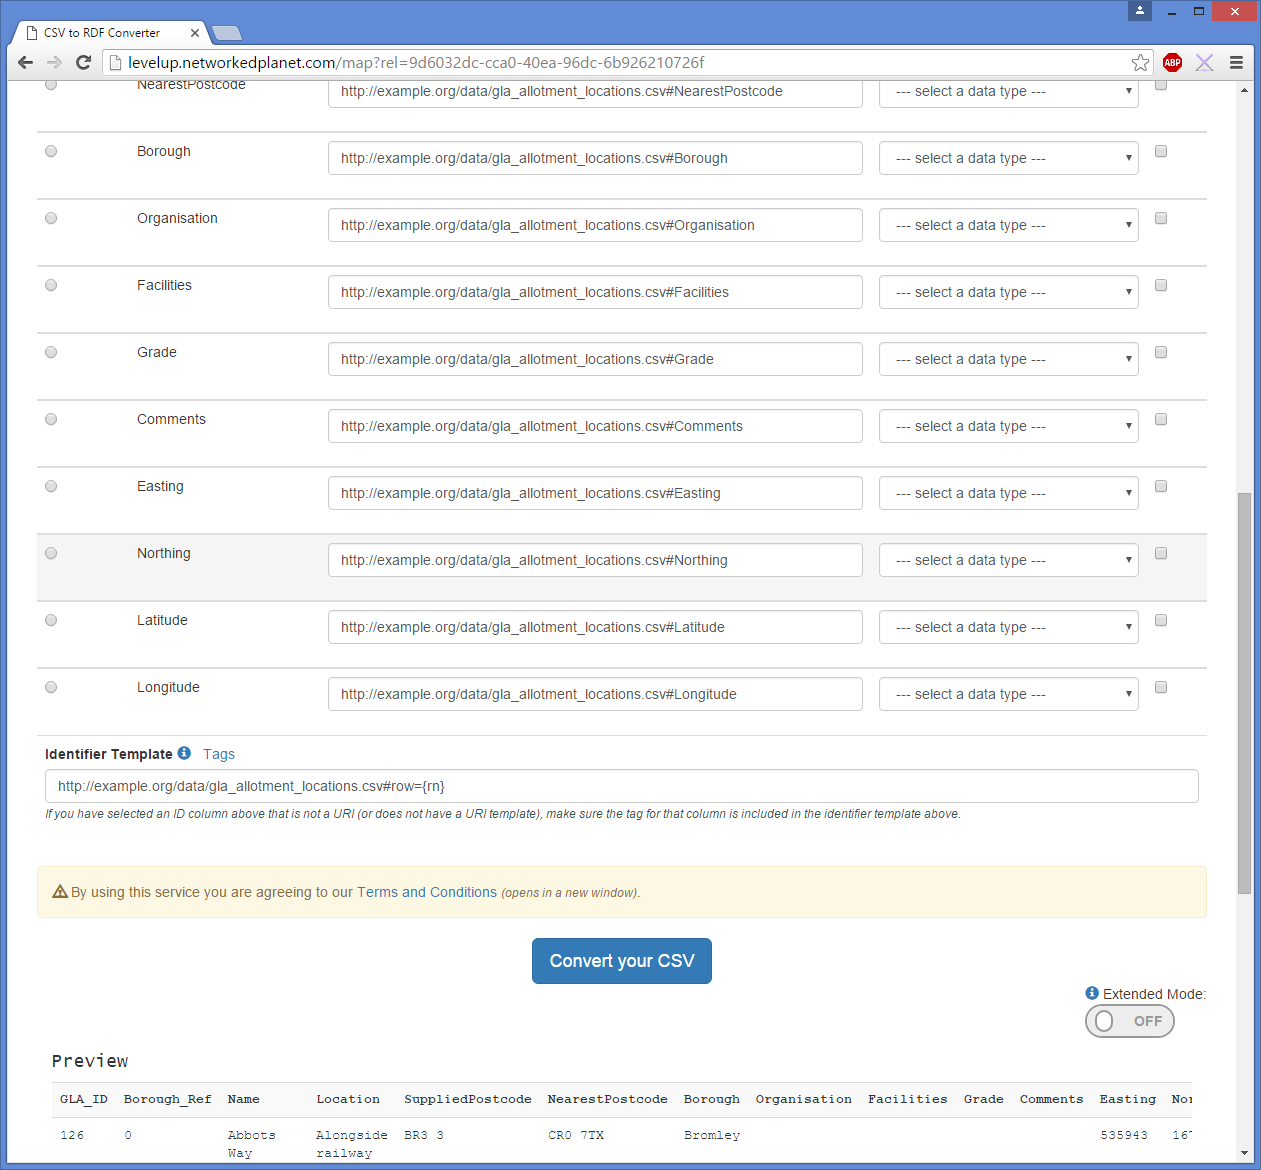 CSV to RDF Converter
levelup.networkedplanet.com/map?rel=9d6032dc-cca0-40ea-96dc-6b926210726f
ABP
NearestPostcode http://example.org/data/gla_allotment_locations.csv#NearestPostcode --- select a data type ---
Borough http://example.org/data/gla_allotment_locations.csv#Borough --- select a data type ---
Organisation http://example.org/data/gla_allotment_locations.csv#Organisation --- select a data type ---
Facilities http://example.org/data/gla_allotment_locations.csv#Facilities --- select a data type ---
Grade http://example.org/data/gla_allotment_locations.csv#Grade --- select a data type ---
Comments http://example.org/data/gla_allotment_locations.csv#Comments --- select a data type ---
Easting http://example.org/data/gla_allotment_locations.csv#Easting --- select a data type ---
Northing http://example.org/data/gla_allotment_locations.csv#Northing --- select a data type ---
Latitude http://example.org/data/gla_allotment_locations.csv#Latitude --- select a data type ---
Longitude http://example.org/data/gla_allotment_locations.csv#Longitude --- select a data type ---
Identifier Template Tags
http://example.org/data/gla_allotment_locations.csv#row={rn}
If you have selected an ID column above that is not a URI (or does not have a URI template), make sure the tag for that column is included in the identifier template above.
By using this service you are agreeing to our Terms and Conditions (opens in a new window).
Convert your CSV
Extended Mode:
OFF
Preview
GLA_ID Borough_Ref Name Location SuppliedPostcode NearestPostcode Borough Organisation Facilities Grade Comments Easting Nor
126 0 Abbots Alongside BR3 3 CR0 7TX Bromley 535943 167
Way railway